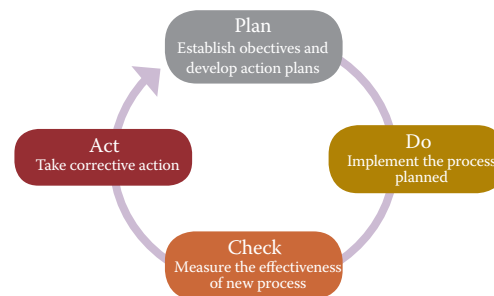 Plan
Establish obectives and
develop action plans
Do
Implement the process
planned
Check
Measure the effectiveness
of new process
Act
Take corrective action